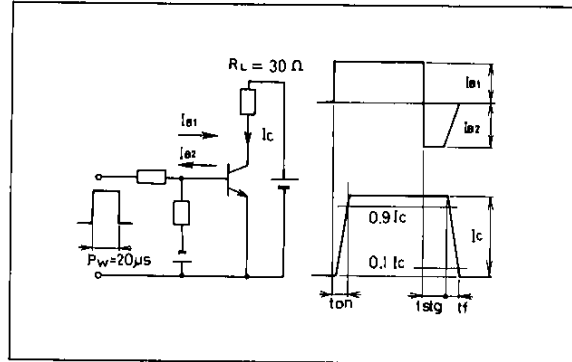 RL = 30 Ω
IB1
IB2
Ic
PW=20μs
IB1
IB2
0.9 Ic
Ic
0.1 Ic
ton
tstg
tf